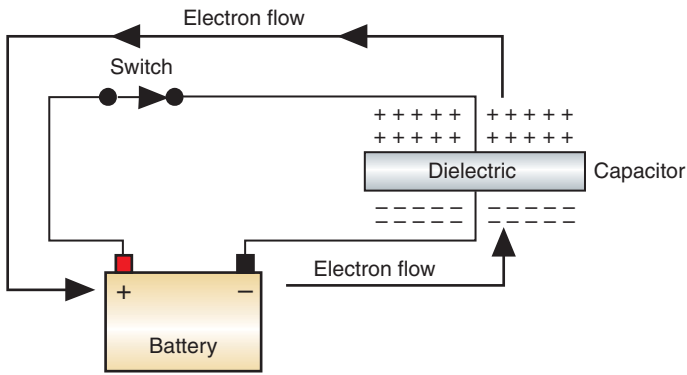 Electron flow
Switch
+ + + + + + + + + +
+ + + + + + + + + +
Dielectric
Capacitor
– – – – – – – – – –
– – – – – – – – – –
Electron flow
+ –
Battery